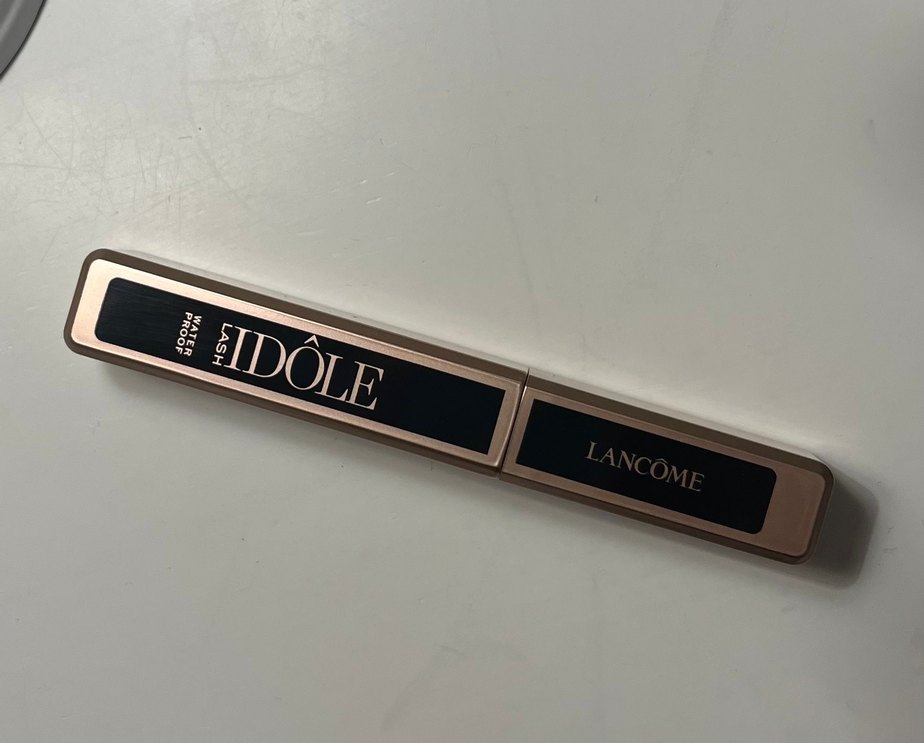 LASH
IDÔLE
WATER
PROOF
LANCÔME